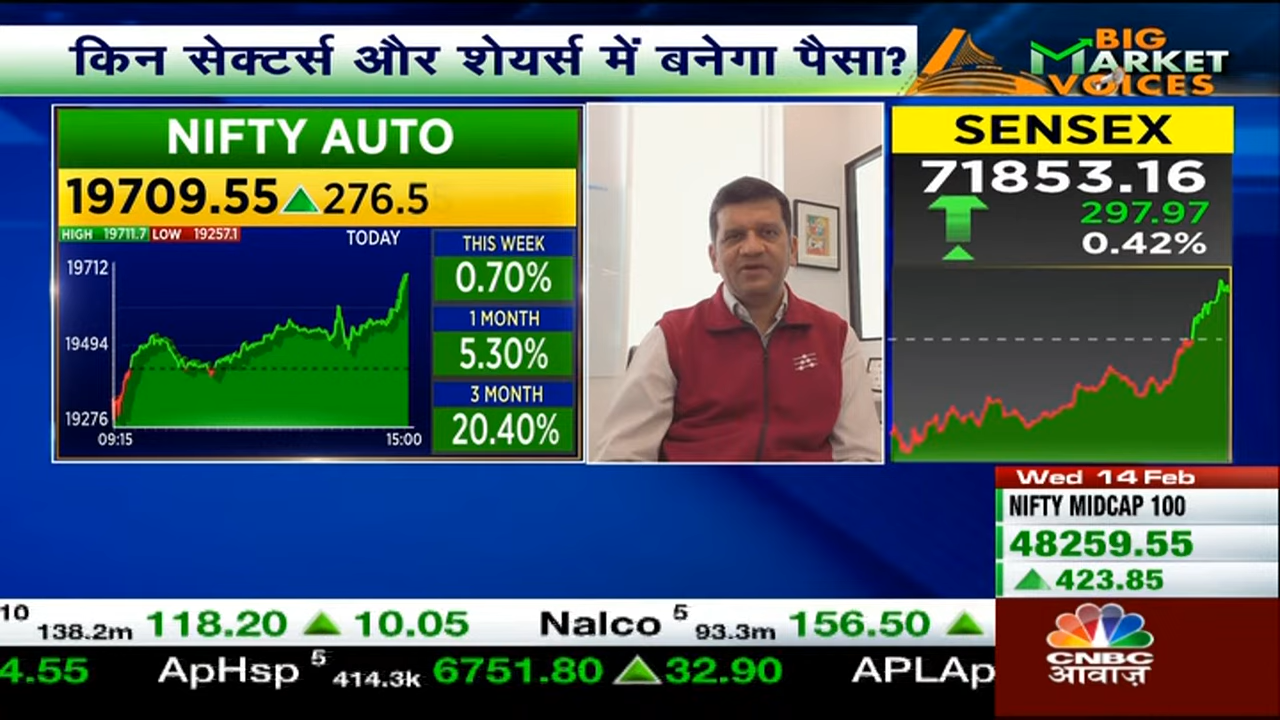 किन सेक्टर्स और शेयर्स में बनेगा पैसा?
BIG
MARKET
VOICES
NIFTY AUTO
19709.55 276.5
HIGH 19711.7 LOW 19257.1
TODAY
19712
19494
19276
09:15 15:00
THIS WEEK
0.70%
1 MONTH
5.30%
3 MONTH
20.40%
SENSEX
71853.16
297.97
0.42%
Wed 14 Feb
NIFTY MIDCAP 100
48259.55
423.85
10 138.2m 118.20 10.05 Nalco 5 93.3m 156.50
4.55 ApHsp 5 414.3k 6751.80 32.90 APLAp
CNBC
आवाज़